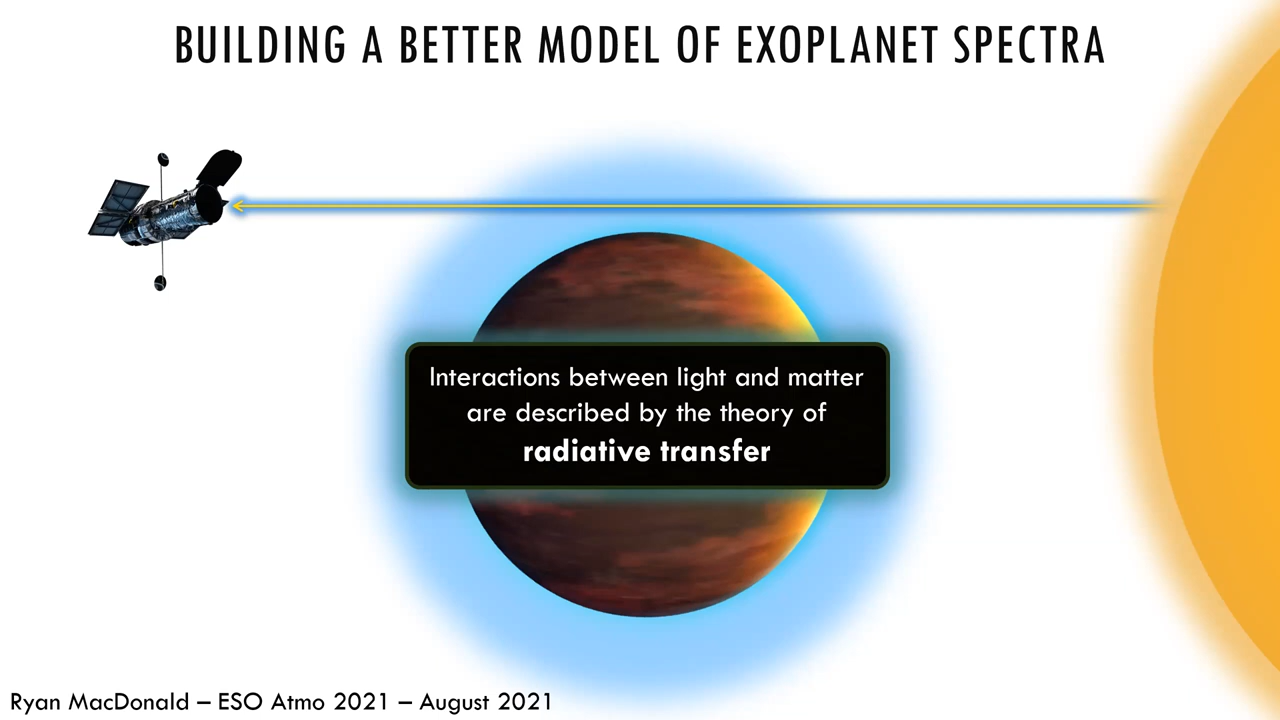 BUILDING A BETTER MODEL OF EXOPLANET SPECTRA
Interactions between light and matter
are described by the theory of
radiative transfer
Ryan MacDonald – ESO Atmo 2021 – August 2021